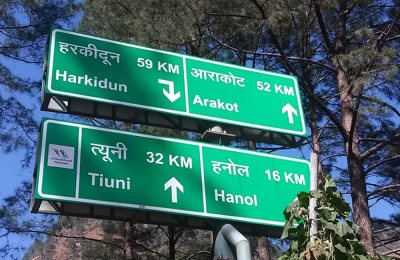 हरकीदून 59 KM
Harkidun
आराकोट 52 KM
Arakot
त्यूनी 32 KM
Tiuni
हनोल 16 KM
Hanol